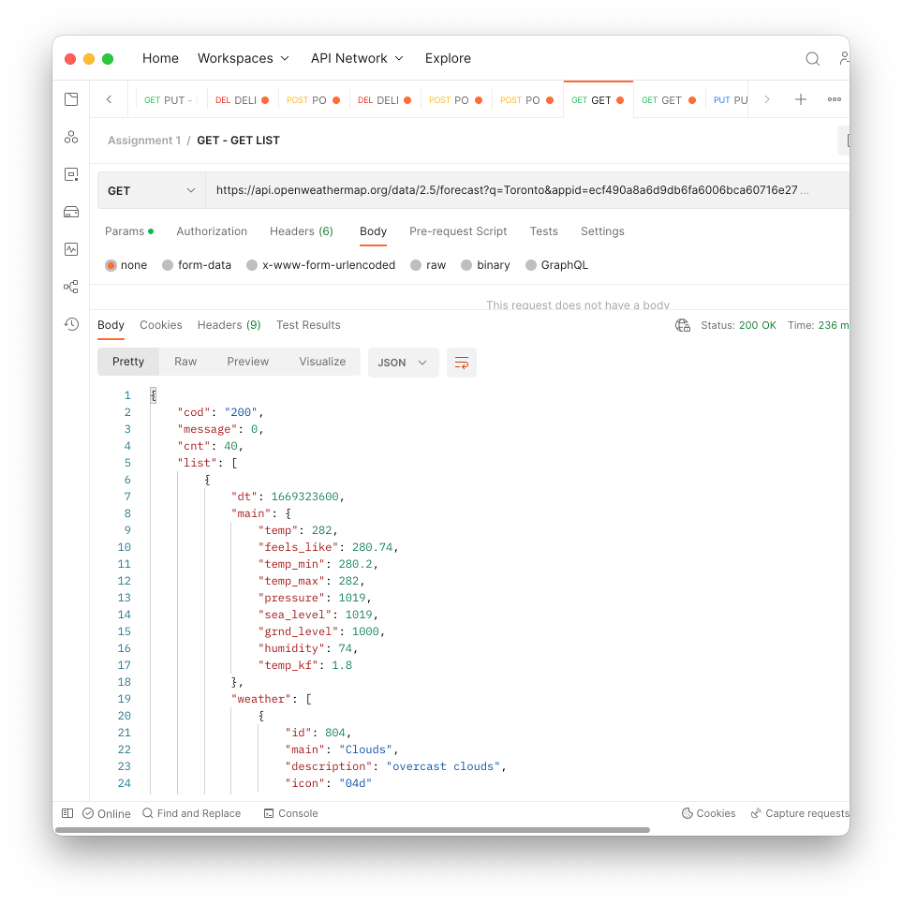 Home Workspaces API Network Explore
GET PUT - DEL DELI POST PO DEL DELI POST PO POST PO GET GET GET GET PUT PU
Assignment 1 / GET - GET LIST
GET https://api.openweathermap.org/data/2.5/forecast?q=Toronto&appid=ecf490a8a6d9db6fa6006bca60716e27 ...
Params Authorization Headers (6) Body Pre-request Script Tests Settings
none form-data x-www-form-urlencoded raw binary GraphQL
This request does not have a body
Body Cookies Headers (9) Test Results Status: 200 OK Time: 236 m
Pretty Raw Preview Visualize JSON
1 {
2 "cod": "200",
3 "message": 0,
4 "cnt": 40,
5 "list": [
6 {
7 "dt": 1669323600,
8 "main": {
9 "temp": 282,
10 "feels_like": 280.74,
11 "temp_min": 280.2,
12 "temp_max": 282,
13 "pressure": 1019,
14 "sea_level": 1019,
15 "grnd_level": 1000,
16 "humidity": 74,
17 "temp_kf": 1.8
18 },
19 "weather": [
20 {
21 "id": 804,
22 "main": "Clouds",
23 "description": "overcast clouds",
24 "icon": "04d"
Online Find and Replace Console Cookies Capture requests